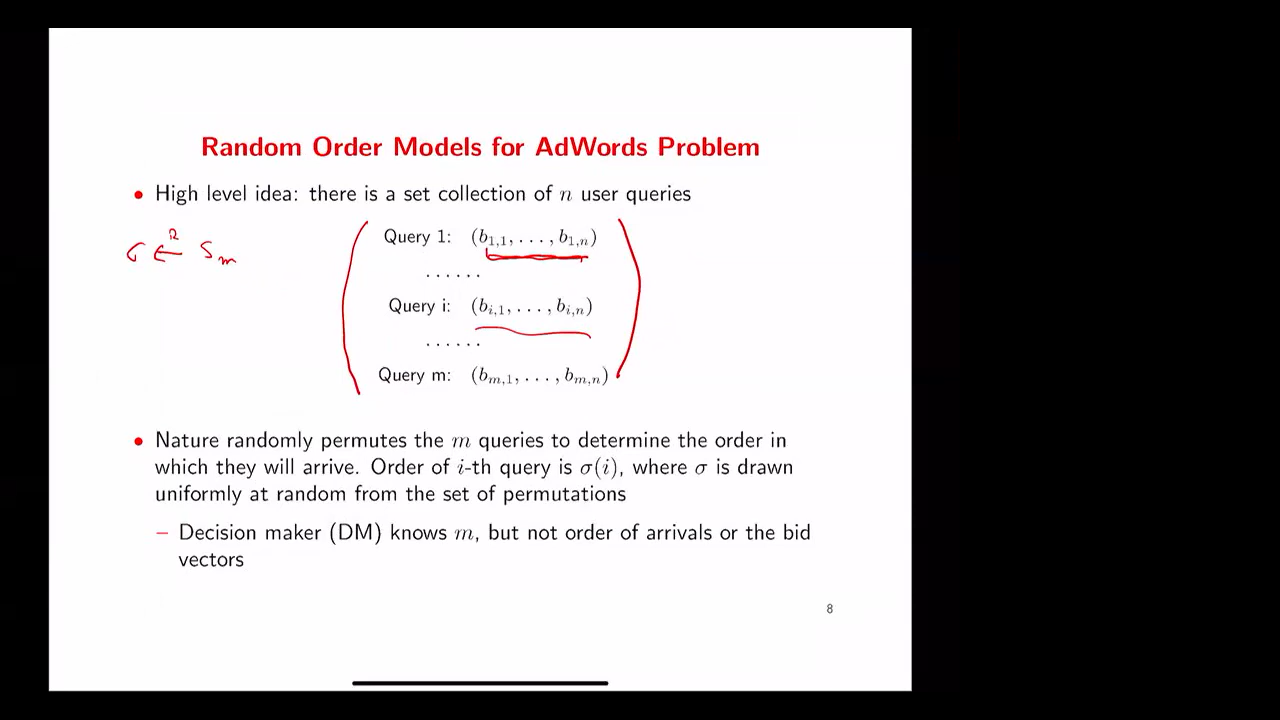 Random Order Models for AdWords Problem
• High level idea: there is a set collection of n user queries
Query 1: (b_{1,1}, . . . , b_{1,n})
σ ←^R S_m
. . . . . .
Query i: (b_{i,1}, . . . , b_{i,n})
. . . . . .
Query m: (b_{m,1}, . . . , b_{m,n})
• Nature randomly permutes the m queries to determine the order in
which they will arrive. Order of i-th query is σ(i), where σ is drawn
uniformly at random from the set of permutations
– Decision maker (DM) knows m, but not order of arrivals or the bid
vectors
8